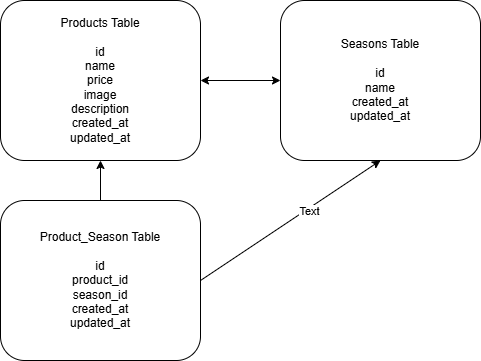 Products Table
id
name
price
image
description
created_at
updated_at
Seasons Table
id
name
created_at
updated_at
Text
Product_Season Table
id
product_id
season_id
created_at
updated_at